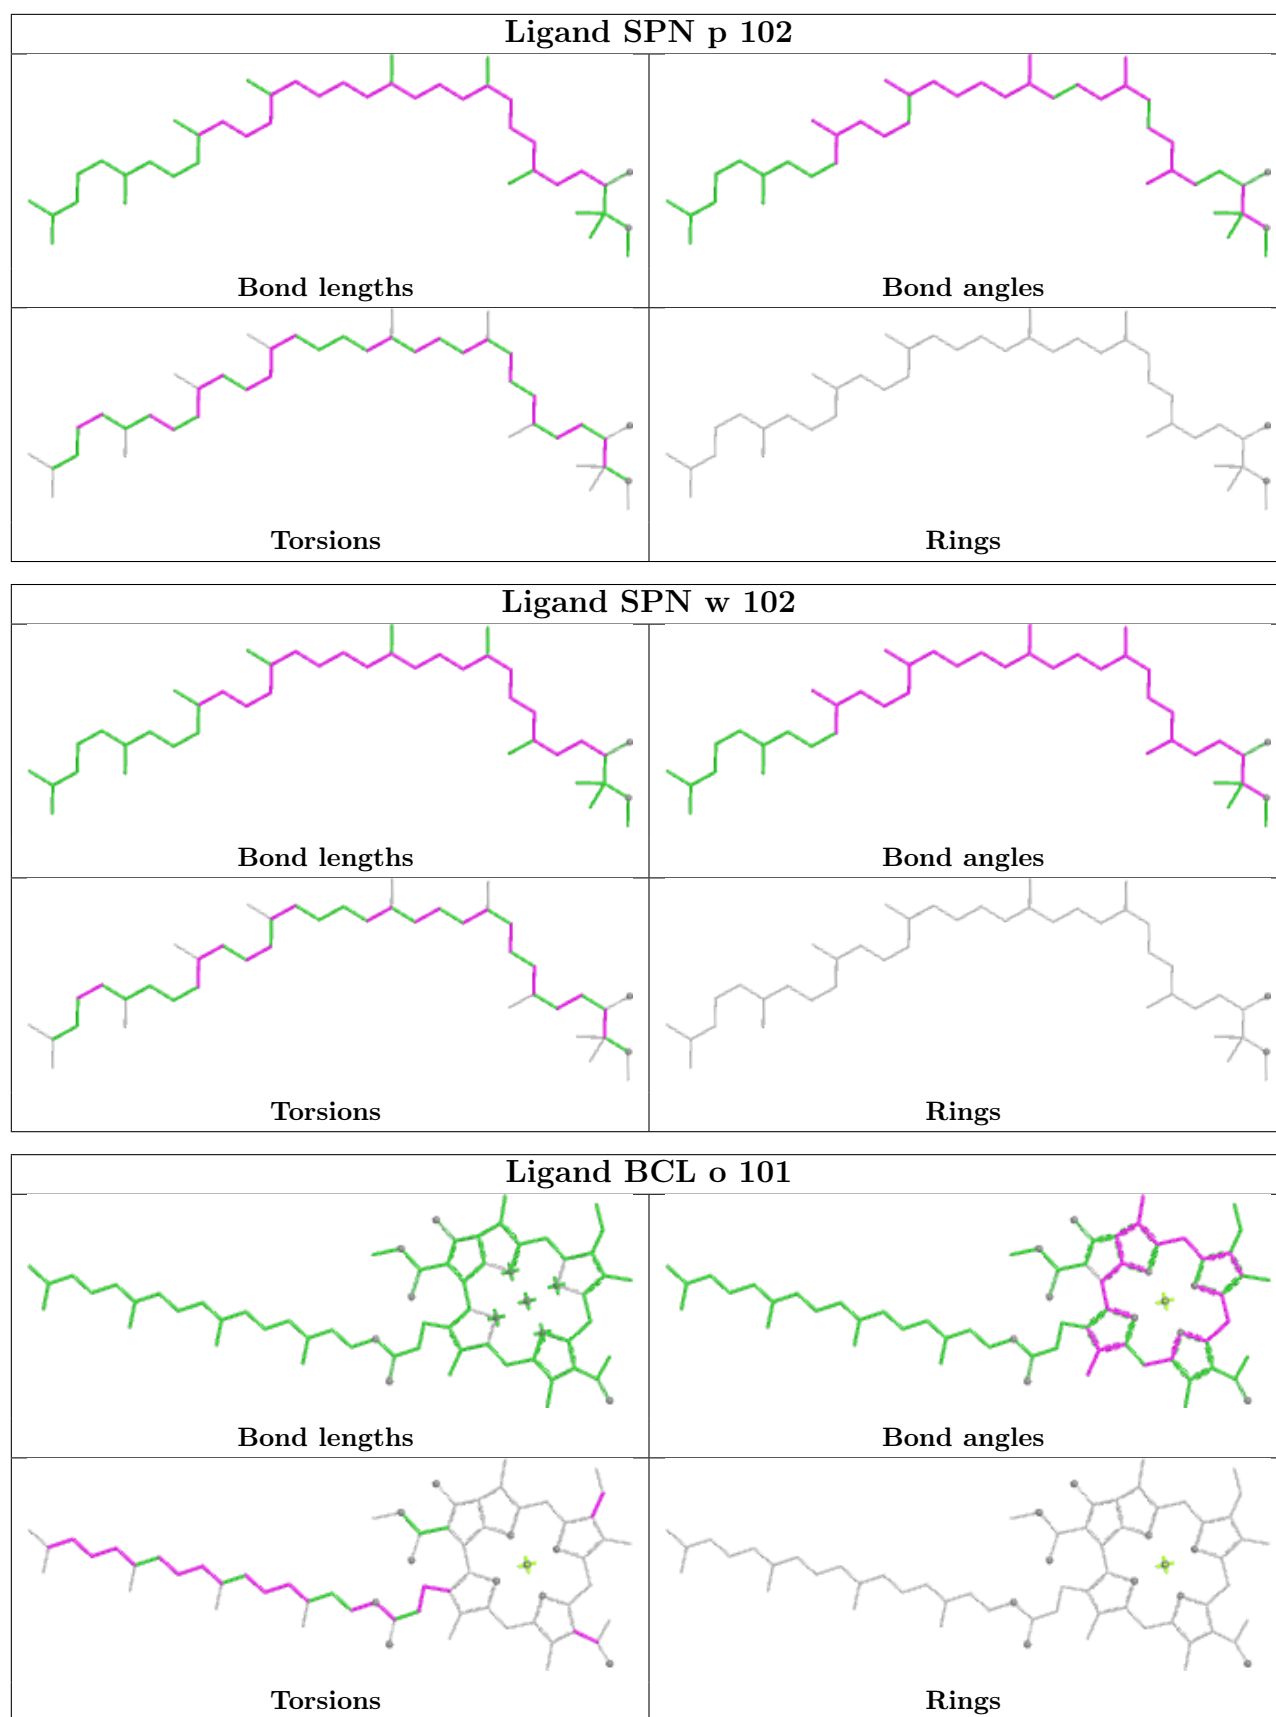 Ligand SPN p 102
Bond lengths
Bond angles
Torsions
Rings
Ligand SPN w 102
Bond lengths
Bond angles
Torsions
Rings
Ligand BCL o 101
Bond lengths
Bond angles
Torsions
Rings